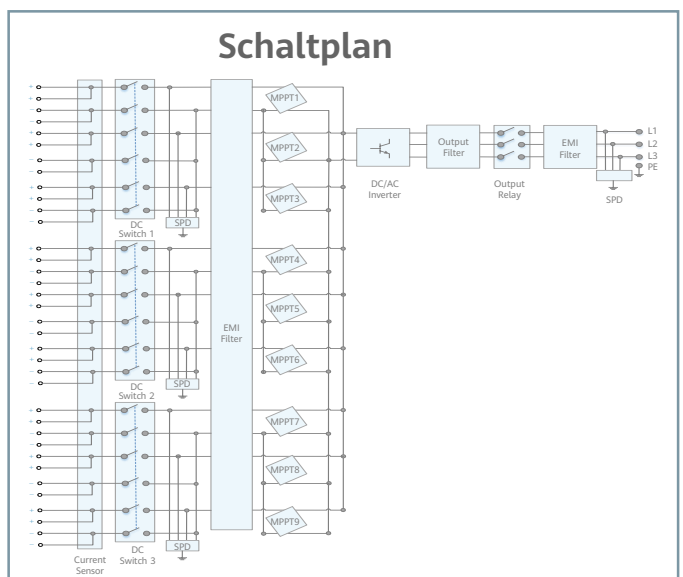 Schaltplan
MPPT1
MPPT2
MPPT3
SPD
DC
Switch 1
MPPT4
MPPT5
MPPT6
SPD
DC
Switch 2
EMI
Filter
MPPT7
MPPT8
MPPT9
SPD
DC
Switch 3
Current
Sensor
DC/AC
Inverter
Output
Filter
Output
Relay
EMI
Filter
L1
L2
L3
PE
SPD